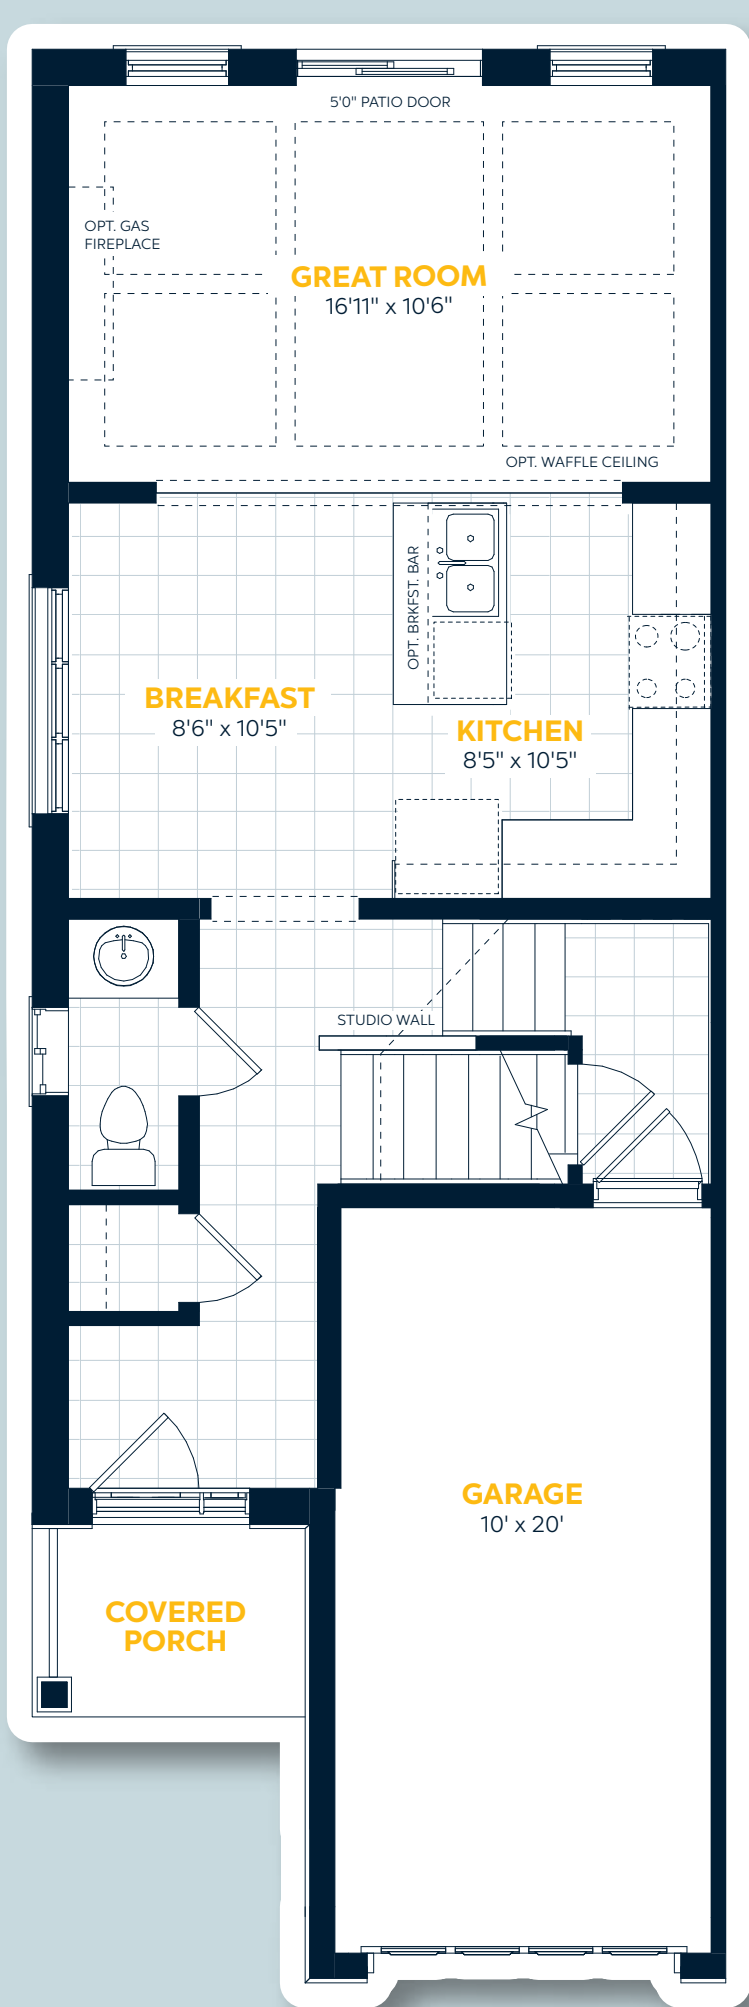 5'0" PATIO DOOR
OPT. GAS
FIREPLACE
GREAT ROOM
16'11" x 10'6"
OPT. WAFFLE CEILING
OPT. BRKFST. BAR
BREAKFAST
8'6" x 10'5"
KITCHEN
8'5" x 10'5"
STUDIO WALL
GARAGE
10' x 20'
COVERED
PORCH